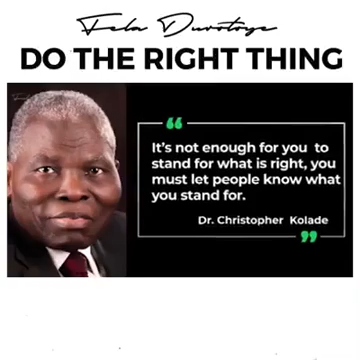 Fela Durotoye
DO THE RIGHT THING
It's not enough for you to
stand for what is right, you
must let people know what
you stand for.
Dr. Christopher Kolade